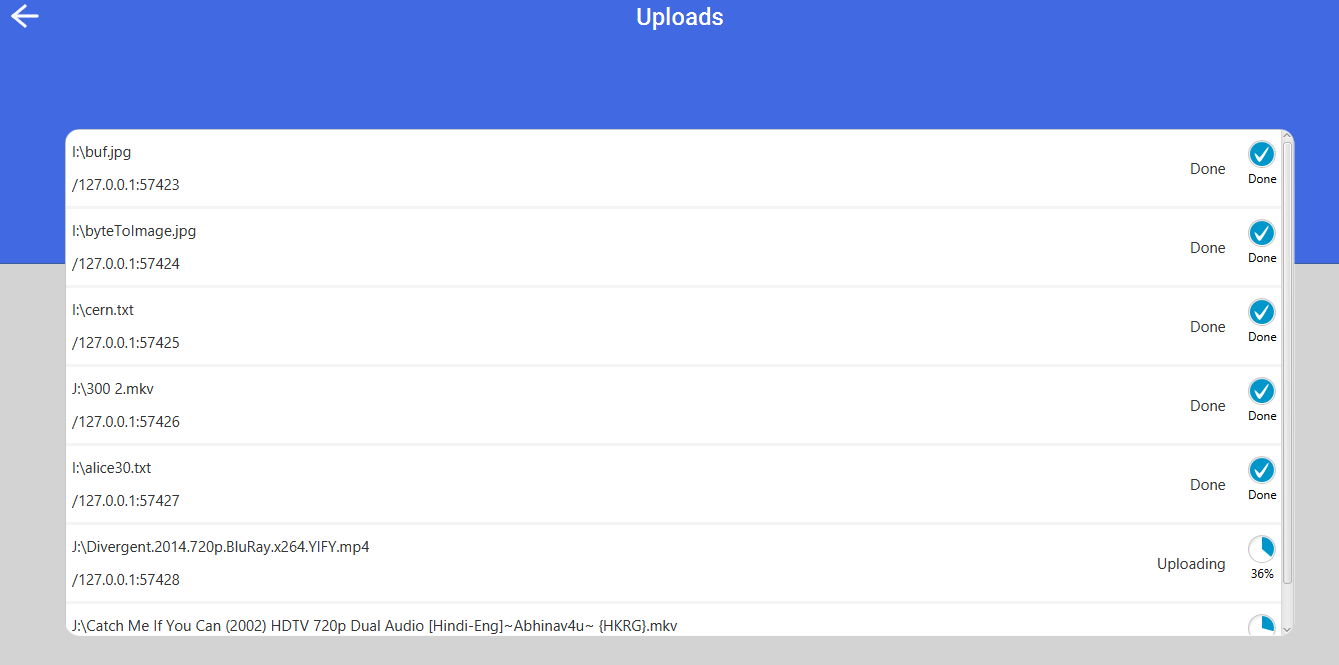 Uploads
I:\buf.jpg
/127.0.0.1:57423
Done
Done
I:\byteToImage.jpg
/127.0.0.1:57424
Done
Done
I:\cern.txt
/127.0.0.1:57425
Done
Done
J:\300 2.mkv
/127.0.0.1:57426
Done
Done
I:\alice30.txt
/127.0.0.1:57427
Done
Done
J:\Divergent.2014.720p.BluRay.x264.YIFY.mp4
/127.0.0.1:57428
Uploading
36%
J:\Catch Me If You Can (2002) HDTV 720p Dual Audio [Hindi-Eng]~Abhinav4u~ {HKRG}.mkv